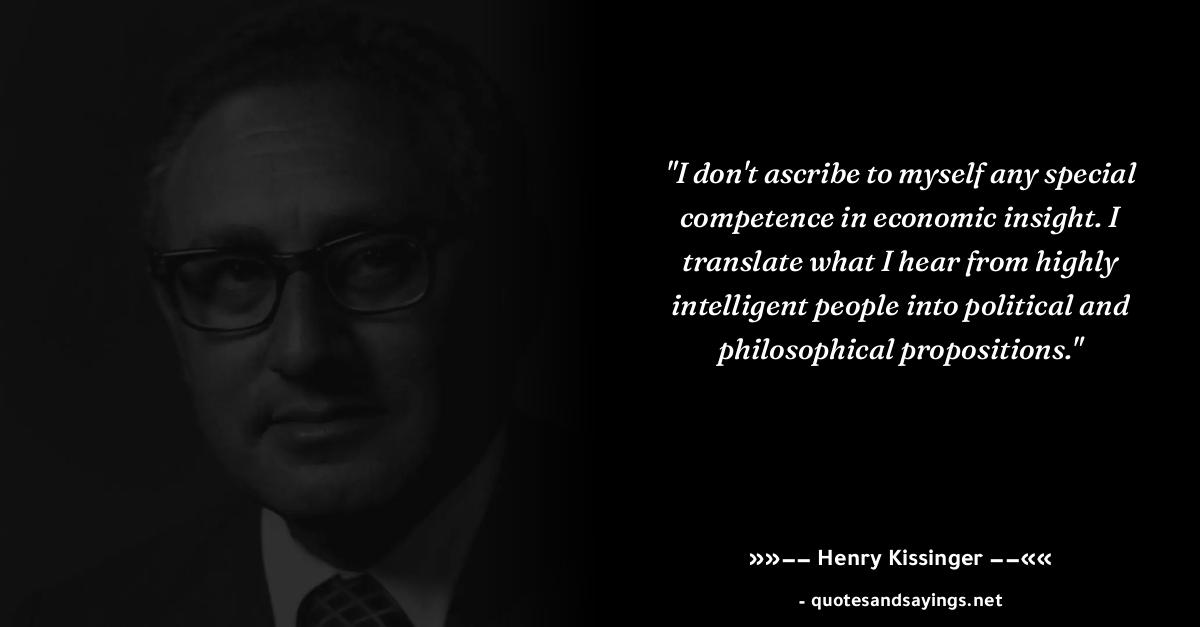 "I don't ascribe to myself any special
competence in economic insight. I
translate what I hear from highly
intelligent people into political and
philosophical propositions."
»»–– Henry Kissinger ––««
- quotesandsayings.net